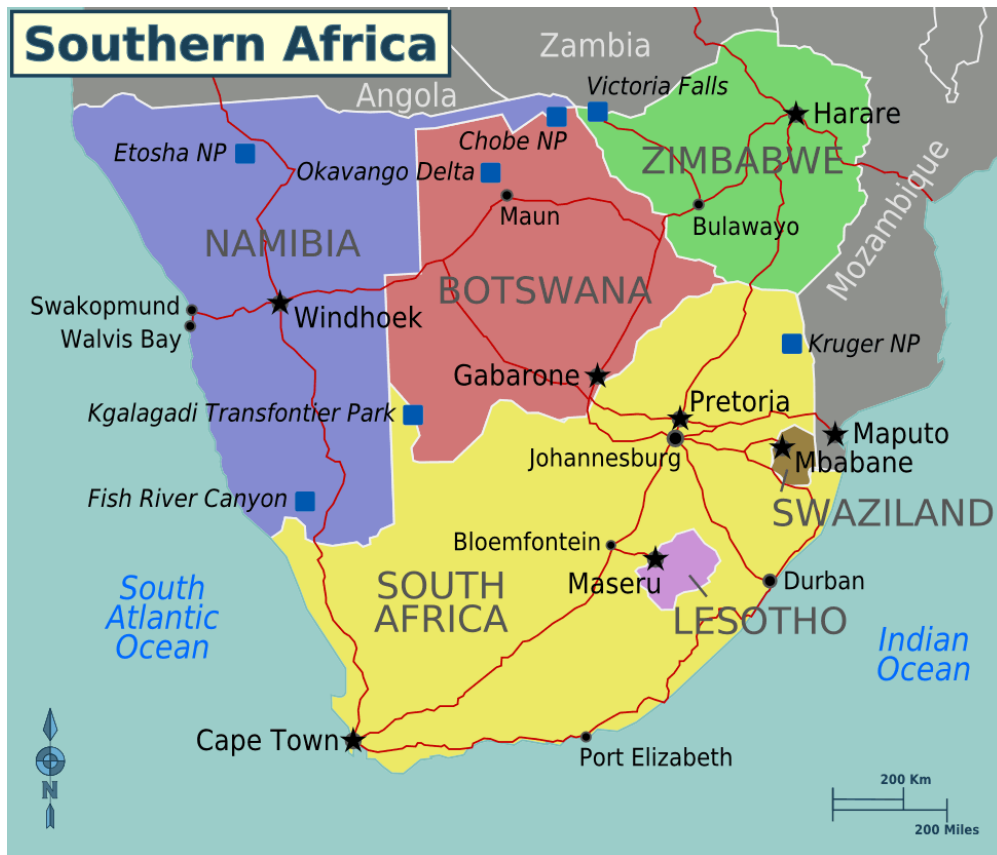 Southern Africa
Zambia
Angola
Victoria Falls
Harare
Chobe NP
Etosha NP
ZIMBABWE
Okavango Delta
Maun
Bulawayo
Mozambique
NAMIBIA
BOTSWANA
Swakopmund
Windhoek
Walvis Bay
Kruger NP
Gabarone
Pretoria
Kgalagadi Transfontier Park
Maputo
Johannesburg
Mbabane
Fish River Canyon
SWAZILAND
Bloemfontein
Maseru
Durban
SOUTH
AFRICA
LESOTHO
South
Atlantic
Ocean
Indian
Ocean
Cape Town
Port Elizabeth
N
200 Km
200 Miles